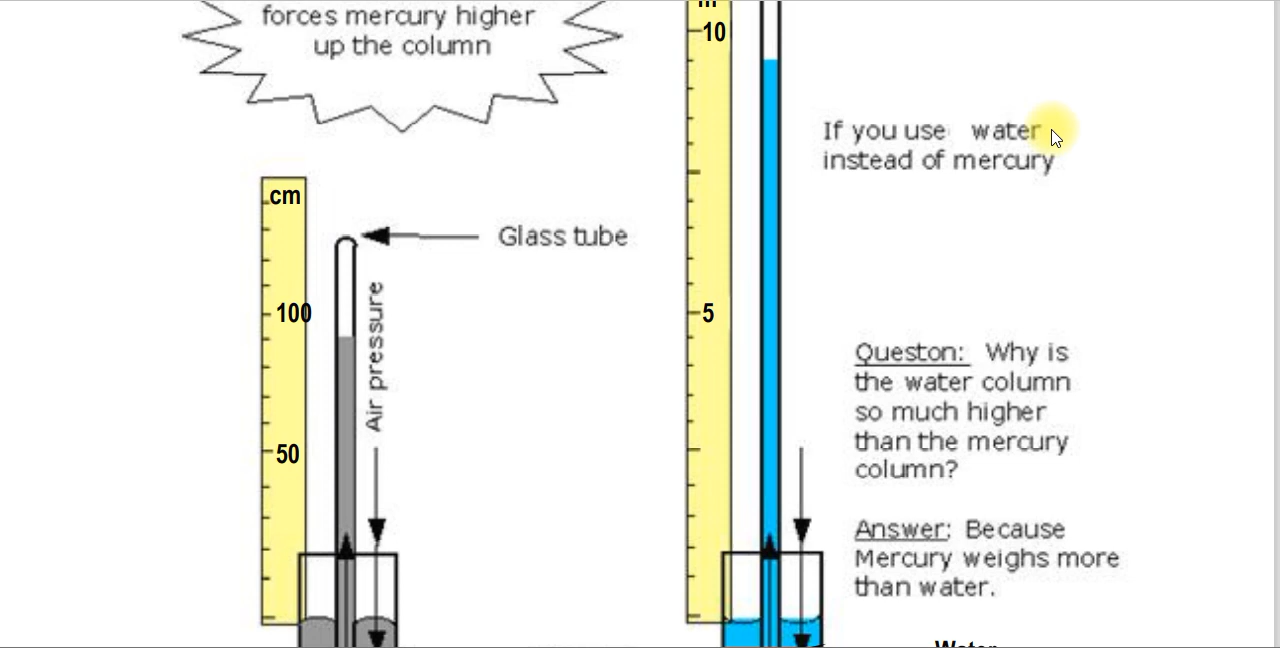 forces mercury higher
up the column
cm
100
50
Glass tube
Air pressure
10
5
If you use water
instead of mercury
Queston: Why is
the water column
so much higher
than the mercury
column?
Answer: Because
Mercury weighs more
than water.